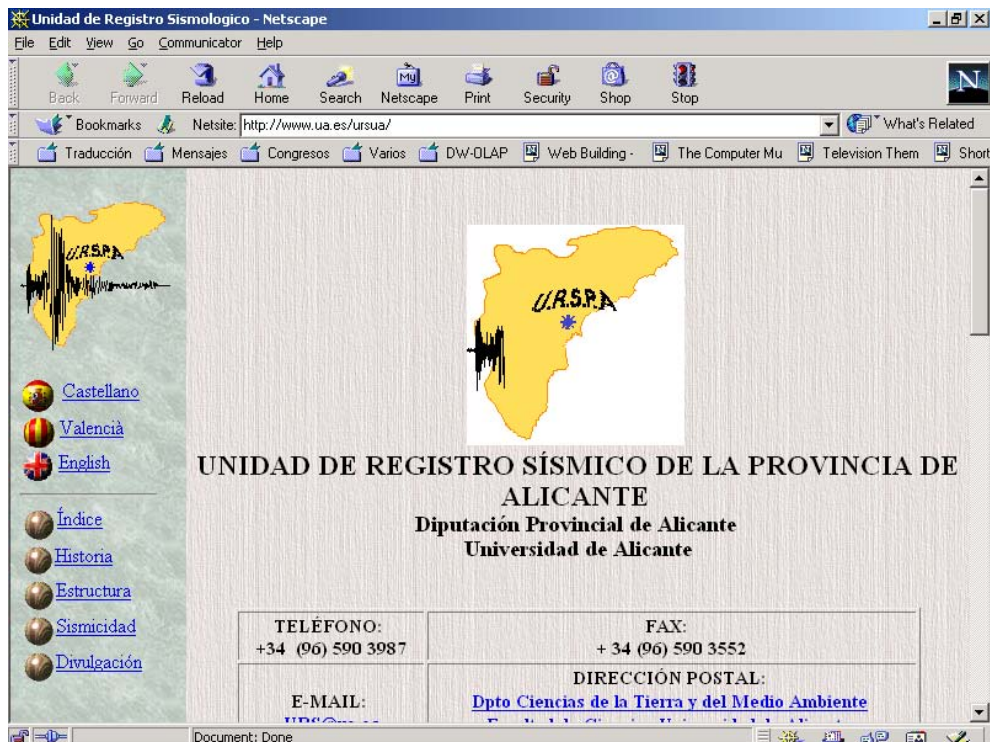 Unidad de Registro Sismologico - Netscape
File Edit View Go Communicator Help
Back Forward Reload Home Search Netscape Print Security Shop Stop
My
N
Bookmarks Netsite: http://www.ua.es/ursua/ What's Related
Traducción Mensajes Congresos Varios DW-OLAP Web Building - The Computer Mu Television Them Short
U.R.S.P.A
Castellano
Valencià
English
Índice
Historia
Estructura
Sismicidad
Divulgación
U.R.S.P.A
UNIDAD DE REGISTRO SÍSMICO DE LA PROVINCIA DE
ALICANTE
Diputación Provincial de Alicante
Universidad de Alicante
TELÉFONO:
+34 (96) 590 3987
FAX:
+ 34 (96) 590 3552
E-MAIL:
DIRECCIÓN POSTAL:
Dpto Ciencias de la Tierra y del Medio Ambiente
Document: Done